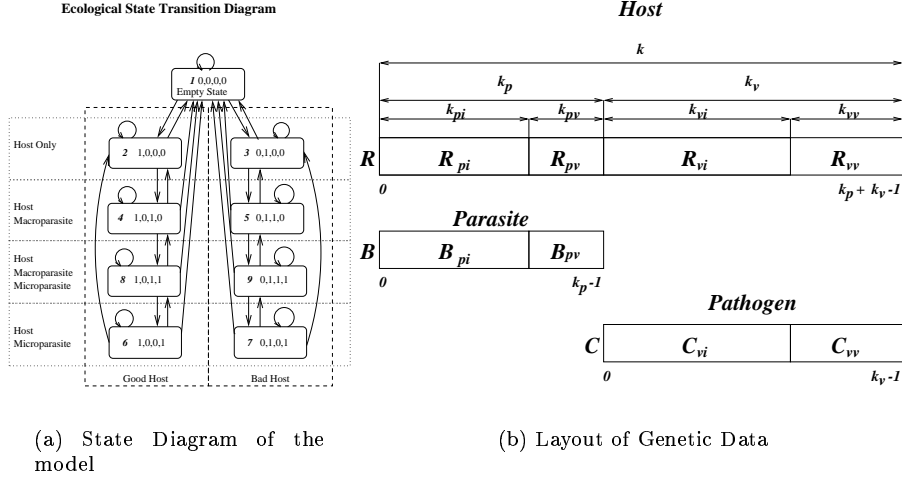 Ecological State Transition Diagram
1 0,0,0,0
Empty State
Host Only
2 1,0,0,0
3 0,1,0,0
Host
Macroparasite
4 1,0,1,0
5 0,1,1,0
Host
Macroparasite
Microparasite
8 1,0,1,1
9 0,1,1,1
Host
Microparasite
6 1,0,0,1
7 0,1,0,1
Good Host
Bad Host
(a) State Diagram of the
model
Host
k
k_p
k_v
k_pi
k_pv
k_vi
k_vv
R
R_pi
R_pv
R_vi
R_vv
0
k_p + k_v -1
Parasite
B
B_pi
B_pv
0
k_p -1
Pathogen
C
C_vi
C_vv
0
k_v -1
(b) Layout of Genetic Data